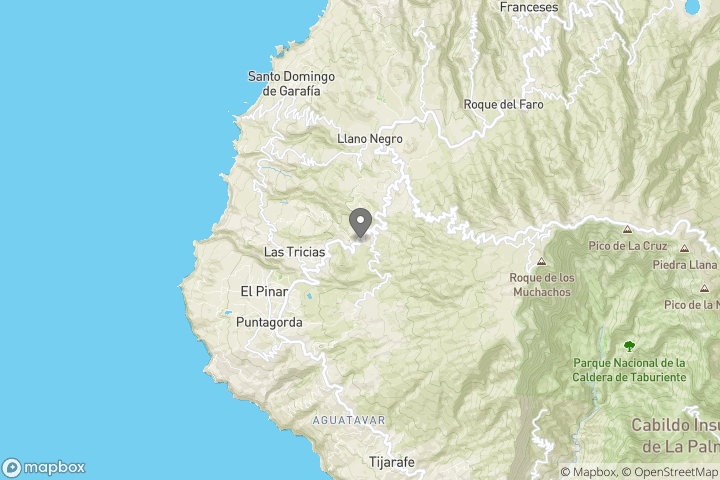 Franceses
Santo Domingo
de Garafía
Roque del Faro
Llano Negro
Pico de La Cruz
Las Tricias
Piedra Llana
Roque de los
Muchachos
El Pinar
Pico de la N
Puntagorda
Parque Nacional de la
Caldera de Taburiente
AGUATAVAR
Cabildo Insu
de La Palm
Tijarafe
mapbox
© Mapbox, © OpenStreetMap